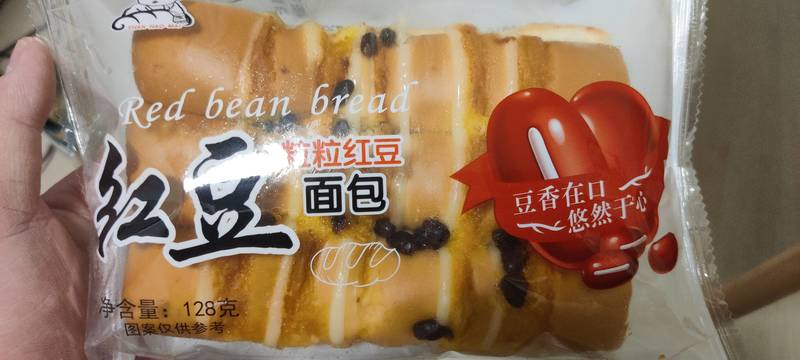 Red bean bread
红豆
粒粒红豆
面包
豆香在口
悠然于心
净含量：128克
图案仅供参考